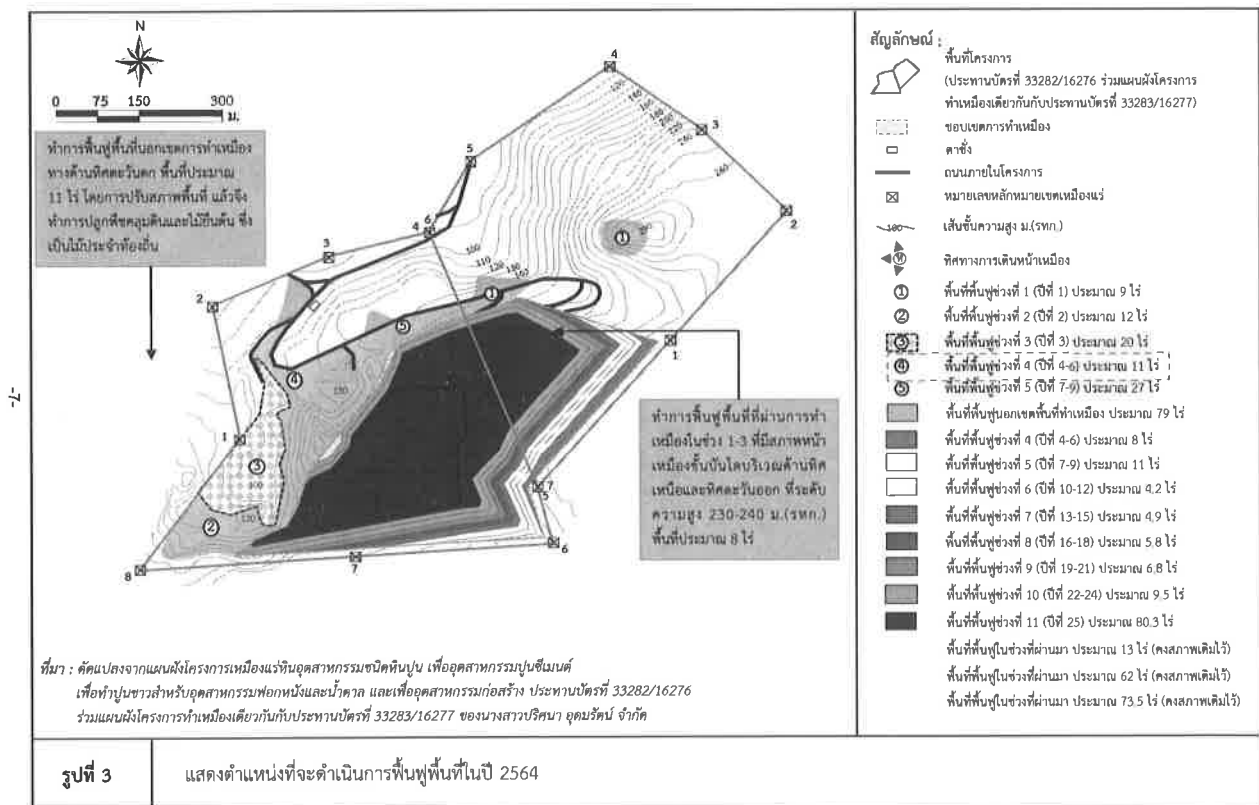 N
0 75 150 300
ม.
ทำการฟื้นฟูพื้นที่นอกเขตการทำเหมือง
ทางด้านทิศตะวันตก พื้นที่ประมาณ
11 ไร่ โดยการปรับสภาพพื้นที่ แล้วจึง
ทำการปลูกพืชคลุมดินและไม้ยืนต้น ซึ่ง
เป็นไม้ประจำท้องถิ่น
ทำการฟื้นฟูพื้นที่ที่ผ่านการทำ
เหมืองในช่วง 1-3 ที่มีสภาพหน้า
เหมืองขั้นบันไดบริเวณด้านทิศ
เหนือและทิศตะวันออก ที่ระดับ
ความสูง 230-240 ม.(รทก.)
พื้นที่ประมาณ 8 ไร่
สัญลักษณ์ :
พื้นที่โครงการ
(ประทานบัตรที่ 33282/16276 ร่วมแผนผังโครงการ
ทำเหมืองเดียวกันกับประทานบัตรที่ 33283/16277)
ขอบเขตการทำเหมือง
ตาชั่ง
ถนนภายในโครงการ
หมายเลขหลักหมายเขตเหมืองแร่
100 เส้นชั้นความสูง ม.(รทก.)
ทิศทางการเดินหน้าเหมือง
① พื้นที่ฟื้นฟูช่วงที่ 1 (ปีที่ 1) ประมาณ 9 ไร่
② พื้นที่ฟื้นฟูช่วงที่ 2 (ปีที่ 2) ประมาณ 12 ไร่
③ พื้นที่ฟื้นฟูช่วงที่ 3 (ปีที่ 3) ประมาณ 20 ไร่
④ พื้นที่ฟื้นฟูช่วงที่ 4 (ปีที่ 4-6) ประมาณ 11 ไร่
⑤ พื้นที่ฟื้นฟูช่วงที่ 5 (ปีที่ 7-9) ประมาณ 27 ไร่
พื้นที่ฟื้นฟูนอกเขตพื้นที่ทำเหมือง ประมาณ 79 ไร่
พื้นที่ฟื้นฟูช่วงที่ 4 (ปีที่ 4-6) ประมาณ 8 ไร่
พื้นที่ฟื้นฟูช่วงที่ 5 (ปีที่ 7-9) ประมาณ 11 ไร่
พื้นที่ฟื้นฟูช่วงที่ 6 (ปีที่ 10-12) ประมาณ 4.2 ไร่
พื้นที่ฟื้นฟูช่วงที่ 7 (ปีที่ 13-15) ประมาณ 4.9 ไร่
พื้นที่ฟื้นฟูช่วงที่ 8 (ปีที่ 16-18) ประมาณ 5.8 ไร่
พื้นที่ฟื้นฟูช่วงที่ 9 (ปีที่ 19-21) ประมาณ 6.8 ไร่
พื้นที่ฟื้นฟูช่วงที่ 10 (ปีที่ 22-24) ประมาณ 9.5 ไร่
พื้นที่ฟื้นฟูช่วงที่ 11 (ปีที่ 25) ประมาณ 80.3 ไร่
พื้นที่ฟื้นฟูในช่วงที่ผ่านมา ประมาณ 13 ไร่ (คงสภาพเดิมไว้)
พื้นที่ฟื้นฟูในช่วงที่ผ่านมา ประมาณ 62 ไร่ (คงสภาพเดิมไว้)
พื้นที่ฟื้นฟูในช่วงที่ผ่านมา ประมาณ 73.5 ไร่ (คงสภาพเดิมไว้)
-7-
ที่มา : ดัดแปลงจากแผนผังโครงการเหมืองแร่หินอุตสาหกรรมชนิดหินปูน เพื่ออุตสาหกรรมปูนซีเมนต์
เพื่อทำปูนขาวสำหรับอุตสาหกรรมฟอกหนังและน้ำตาล และเพื่ออุตสาหกรรมก่อสร้าง ประทานบัตรที่ 33282/16276
ร่วมแผนผังโครงการทำเหมืองเดียวกันกับประทานบัตรที่ 33283/16277 ของนางสาวปริศนา อุดมรัตน์ จำกัด
รูปที่ 3 แสดงตำแหน่งที่จะดำเนินการฟื้นฟูพื้นที่ในปี 2564